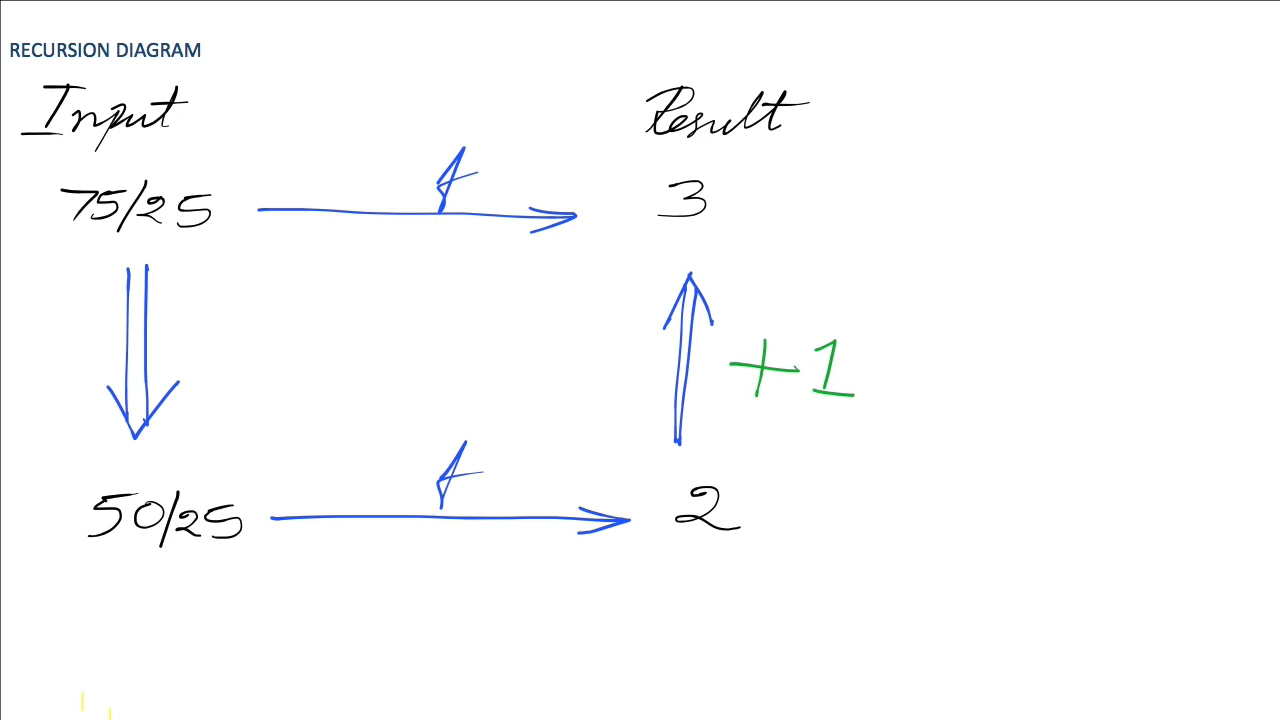 RECURSION DIAGRAM
Input Result
f
75/25 3
+1
f
50/25 2